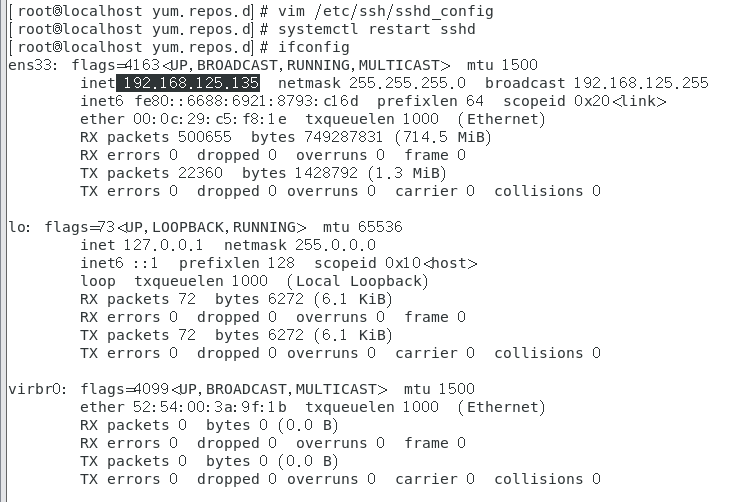 [root@localhost yum.repos.d]# vim /etc/ssh/sshd_config
[root@localhost yum.repos.d]# systemctl restart sshd
[root@localhost yum.repos.d]# ifconfig
ens33: flags=4163<UP,BROADCAST,RUNNING,MULTICAST>  mtu 1500
        inet 192.168.125.135  netmask 255.255.255.0  broadcast 192.168.125.255
        inet6 fe80::6688:6921:8793:c16d  prefixlen 64  scopeid 0x20<link>
        ether 00:0c:29:c5:f8:1e  txqueuelen 1000  (Ethernet)
        RX packets 500655  bytes 749287831 (714.5 MiB)
        RX errors 0  dropped 0  overruns 0  frame 0
        TX packets 22360  bytes 1428792 (1.3 MiB)
        TX errors 0  dropped 0 overruns 0  carrier 0  collisions 0
lo: flags=73<UP,LOOPBACK,RUNNING>  mtu 65536
        inet 127.0.0.1  netmask 255.0.0.0
        inet6 ::1  prefixlen 128  scopeid 0x10<host>
        loop  txqueuelen 1000  (Local Loopback)
        RX packets 72  bytes 6272 (6.1 KiB)
        RX errors 0  dropped 0  overruns 0  frame 0
        TX packets 72  bytes 6272 (6.1 KiB)
        TX errors 0  dropped 0 overruns 0  carrier 0  collisions 0
virbr0: flags=4099<UP,BROADCAST,MULTICAST>  mtu 1500
        ether 52:54:00:3a:9f:1b  txqueuelen 1000  (Ethernet)
        RX packets 0  bytes 0 (0.0 B)
        RX errors 0  dropped 0  overruns 0  frame 0
        TX packets 0  bytes 0 (0.0 B)
        TX errors 0  dropped 0 overruns 0  carrier 0  collisions 0